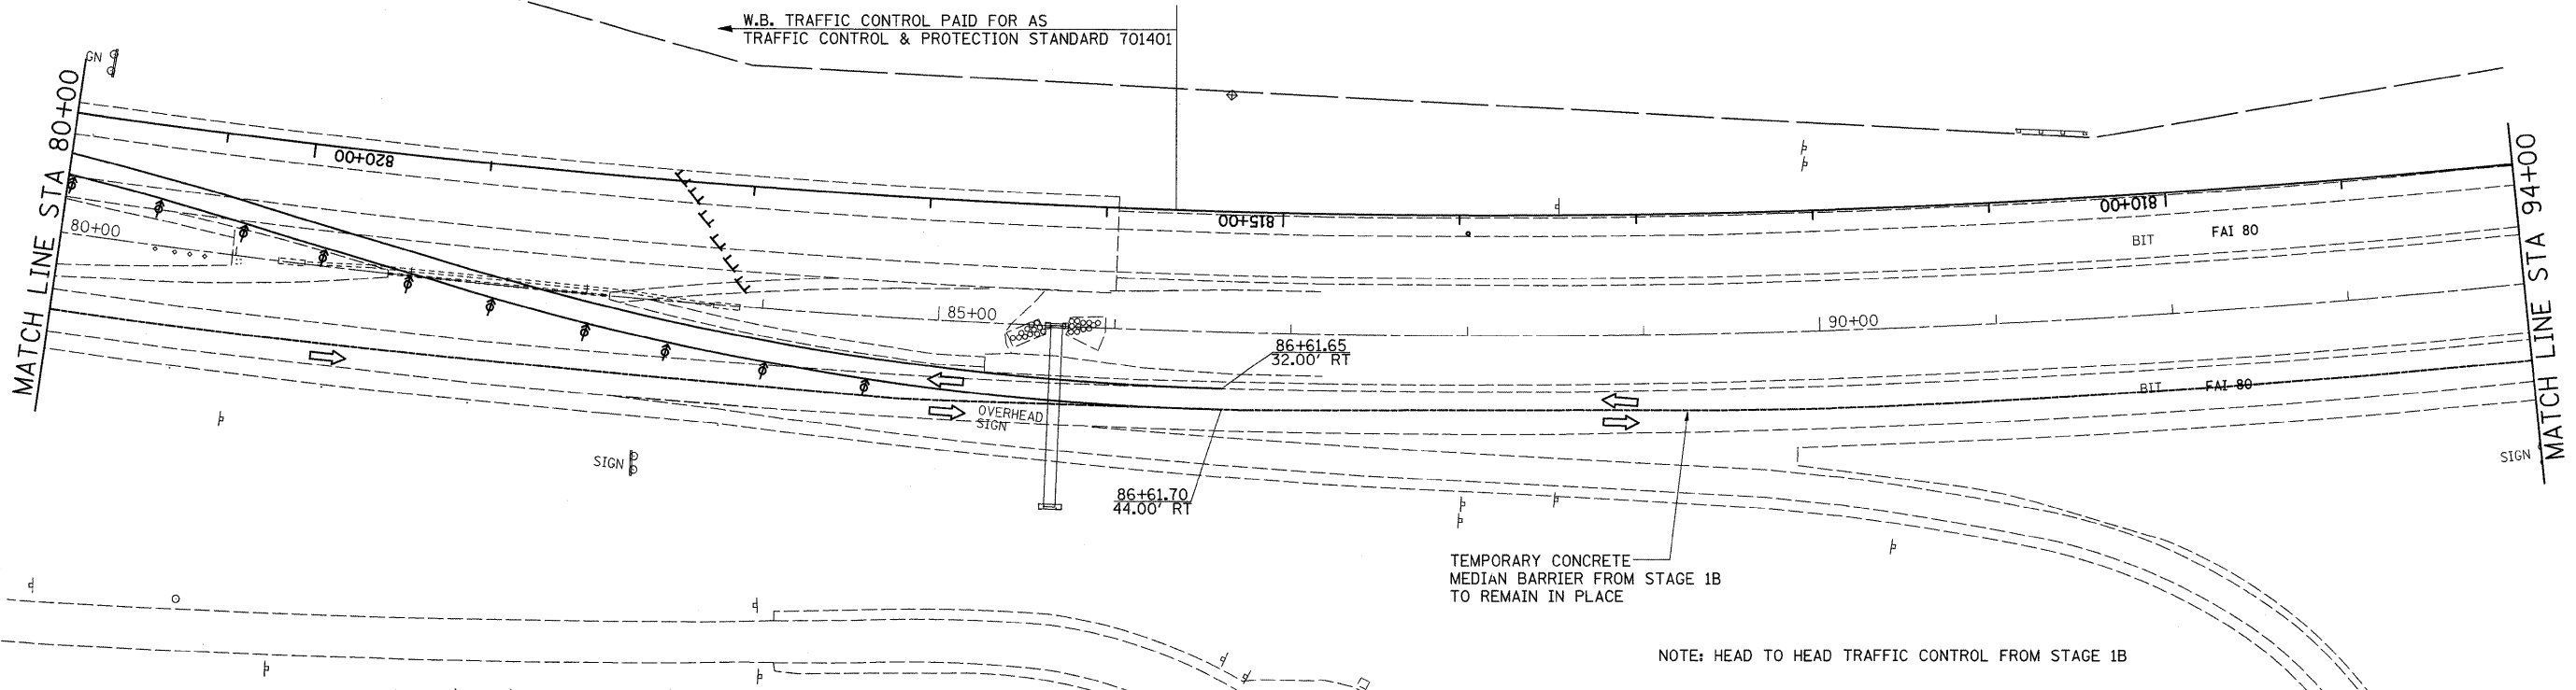 W.B. TRAFFIC CONTROL PAID FOR AS
TRAFFIC CONTROL & PROTECTION STANDARD 701401
GN
MATCH LINE STA 80+00
820+00
815+00
810+00
80+00
85+00
90+00
BIT
FAI 80
BIT
FAI 80
86+61.65
32.00' RT
OVERHEAD
SIGN
SIGN
86+61.70
44.00' RT
SIGN
MATCH LINE STA 94+00
TEMPORARY CONCRETE
MEDIAN BARRIER FROM STAGE 1B
TO REMAIN IN PLACE
NOTE: HEAD TO HEAD TRAFFIC CONTROL FROM STAGE 1B